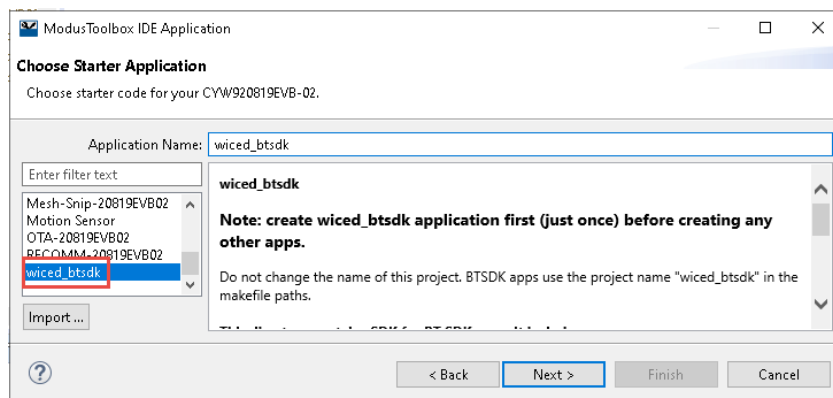 ModusToolbox IDE Application
Choose Starter Application
Choose starter code for your CYW920819EVB-02.
Application Name: wiced_btsdk
Enter filter text
Mesh-Snip-20819EVB02
Motion Sensor
OTA-20819EVB02
RECOMM-20819EVB02
wiced_btsdk
Import ...
wiced_btsdk
Note: create wiced_btsdk application first (just once) before creating any
other apps.
Do not change the name of this project. BTSDK apps use the project name "wiced_btsdk" in the
makefile paths.
?
< Back
Next >
Finish
Cancel